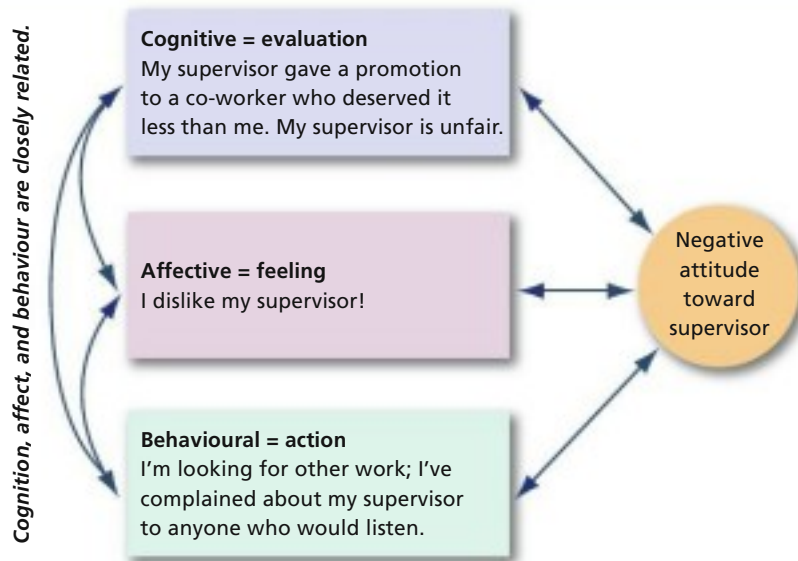 Cognition, affect, and behaviour are closely related.
Cognitive = evaluation
My supervisor gave a promotion
to a co-worker who deserved it
less than me. My supervisor is unfair.
Affective = feeling
I dislike my supervisor!
Behavioural = action
I'm looking for other work; I've
complained about my supervisor
to anyone who would listen.
Negative
attitude
toward
supervisor